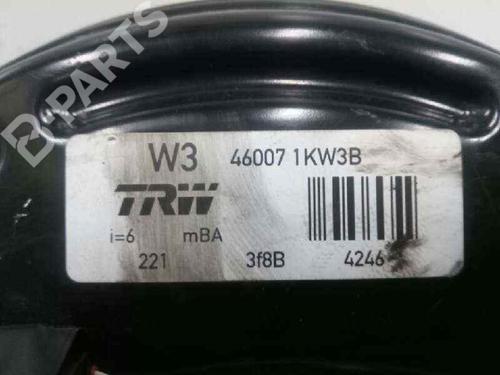 B PARTS
W3 46007 1KW3B
TRW
i=6 mBA
221 3f8B 4246